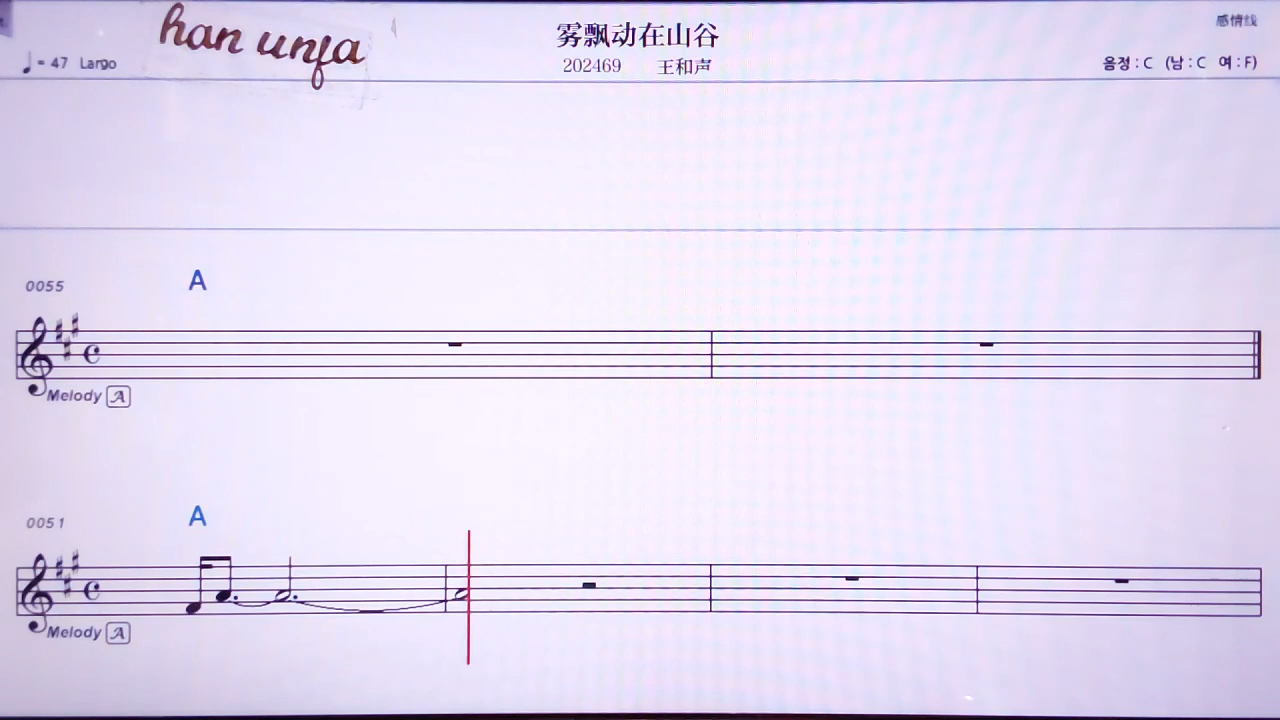 han unfa
雾飘动在山谷
感情线
♩= 47 Largo
202469 王和声
음정 : C (남 : C 여 : F)
0055
A
Melody A
0051
A
Melody A